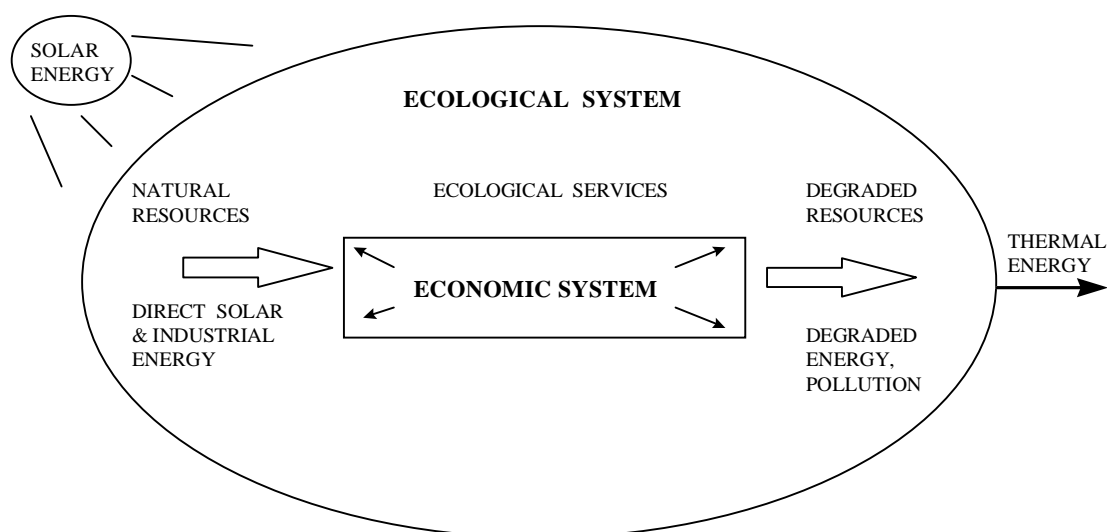 SOLAR
ENERGY
ECOLOGICAL SYSTEM
NATURAL
RESOURCES
ECOLOGICAL SERVICES
DEGRADED
RESOURCES
THERMAL
ENERGY
ECONOMIC SYSTEM
DIRECT SOLAR
& INDUSTRIAL
ENERGY
DEGRADED
ENERGY,
POLLUTION